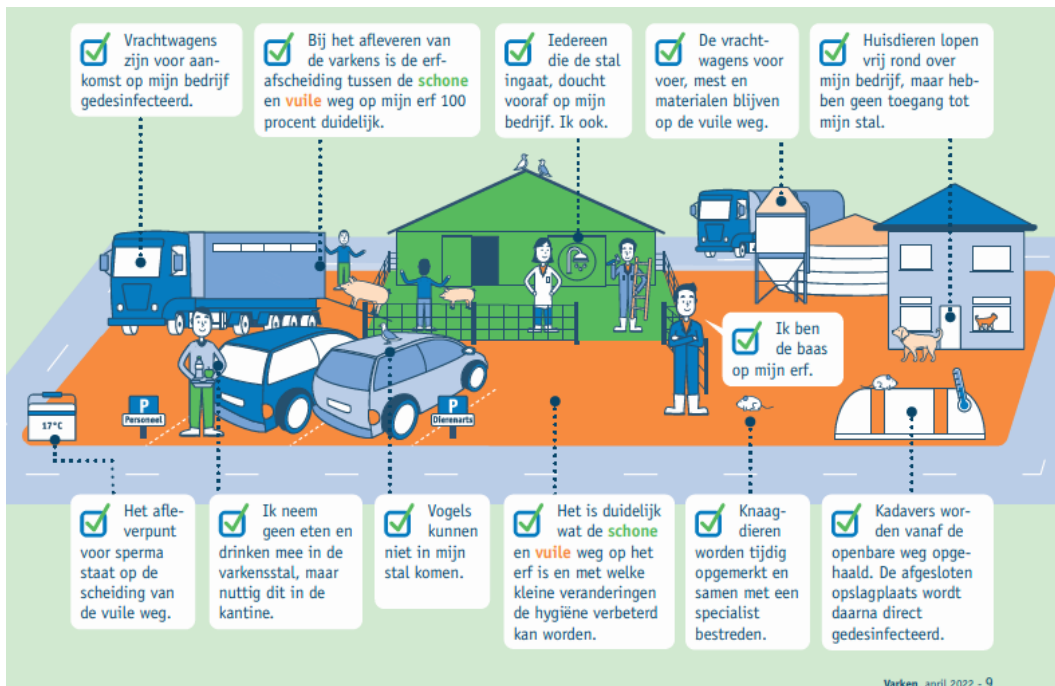 Vrachtwagens
zijn voor aan-
komst op mijn bedrijf
gedesinfecteerd.
Bij het afleveren van
de varkens is de erf-
afscheiding tussen de schone
en vuile weg op mijn erf 100
procent duidelijk.
Iedereen
die de stal
ingaat, doucht
vooraf op mijn
bedrijf. Ik ook.
De vracht-
wagens voor
voer, mest en
materialen blijven
op de vuile weg.
Huisdieren lopen
vrij rond over
mijn bedrijf, maar heb-
ben geen toegang tot
mijn stal.
Ik ben
de baas
op mijn erf.
17°C
P
Personeel
P
Dierenarts
Het afle-
verpunt
voor sperma
staat op de
scheiding van
de vuile weg.
Ik neem
geen eten en
drinken mee in de
varkensstal, maar
nuttig dit in de
kantine.
Vogels
kunnen
niet in mijn
stal komen.
Het is duidelijk
wat de schone
en vuile weg op het
erf is en met welke
kleine veranderingen
de hygiëne verbeterd
kan worden.
Knaag-
dieren
worden tijdig
opgemerkt en
samen met een
specialist
bestreden.
Kadavers wor-
den vanaf de
openbare weg opge-
haald. De afgesloten
opslagplaats wordt
daarna direct
gedesinfecteerd.
Varken, april 2022 - 9